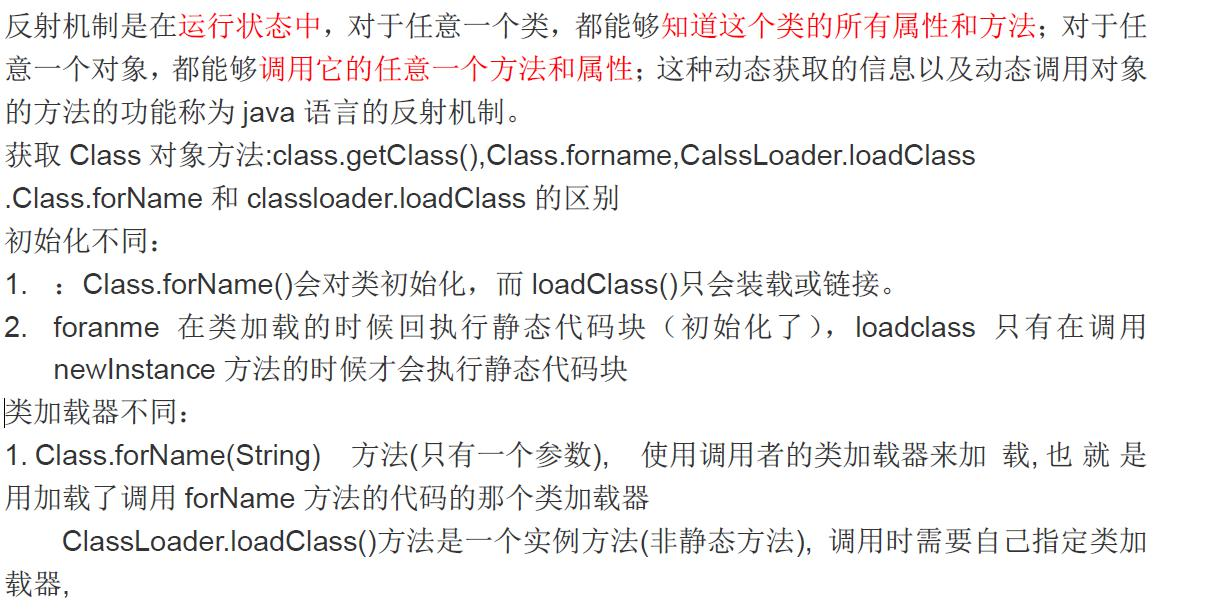 反射机制是在运行状态中，对于任意一个类，都能够知道这个类的所有属性和方法；对于任
意一个对象，都能够调用它的任意一个方法和属性；这种动态获取的信息以及动态调用对象
的方法的功能称为 java 语言的反射机制。
获取 Class 对象方法:class.getClass(),Class.forname,CalssLoader.loadClass
.Class.forName 和 classloader.loadClass 的区别
初始化不同：
1. ：Class.forName()会对类初始化，而 loadClass()只会装载或链接。
2. foranme 在类加载的时候回执行静态代码块（初始化了），loadclass 只有在调用
newInstance 方法的时候才会执行静态代码块
类加载器不同：
1. Class.forName(String) 方法(只有一个参数), 使用调用者的类加载器来加 载, 也 就 是
用加载了调用 forName 方法的代码的那个类加载器
ClassLoader.loadClass()方法是一个实例方法(非静态方法), 调用时需要自己指定类加
载器,